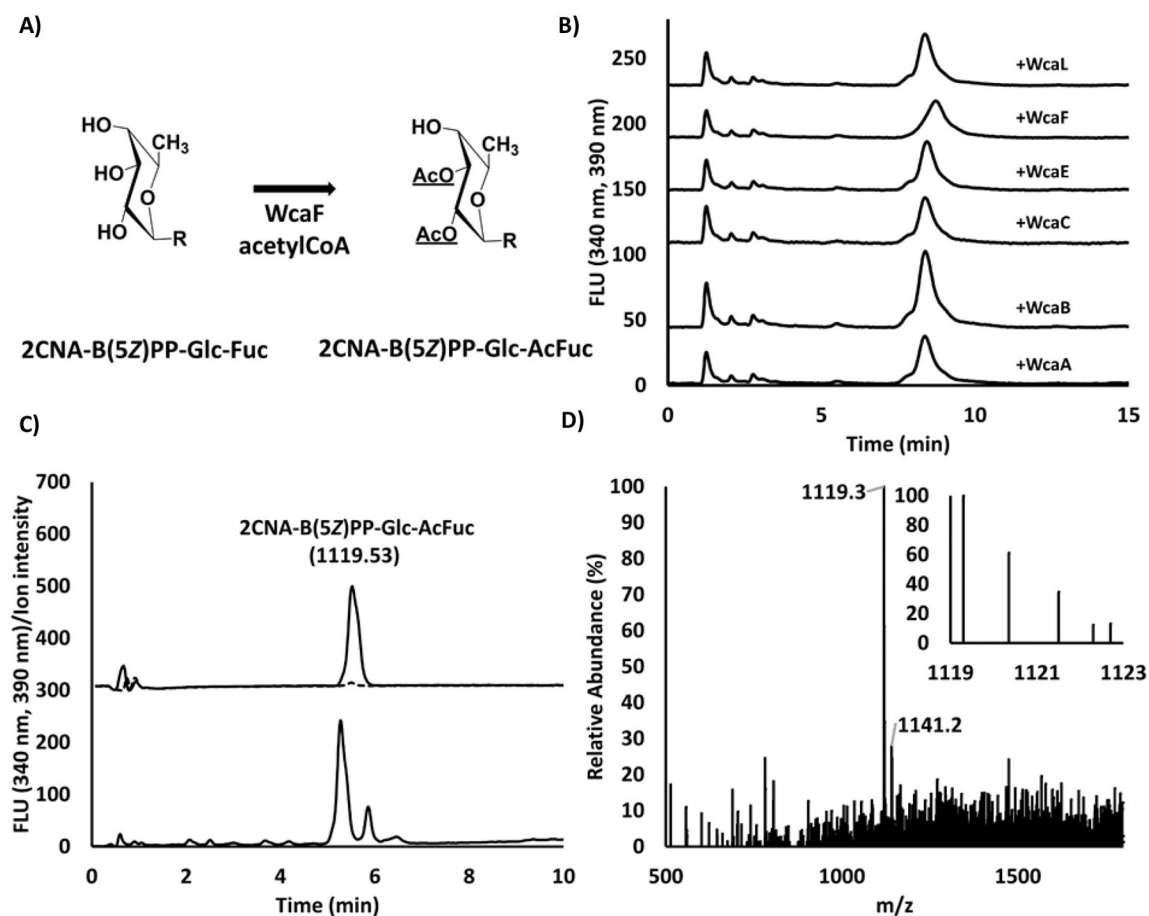 A)
HO
CH₃
HO
O
HO
R
WcaF
acetylCoA
HO
CH₃
AcO
O
AcO
R
2CNA-B(5Z)PP-Glc-Fuc
2CNA-B(5Z)PP-Glc-AcFuc
B)
FLU (340 nm, 390 nm)
250
200
150
100
50
0
+WcaL
+WcaF
+WcaE
+WcaC
+WcaB
+WcaA
0 5 10 15
Time (min)
C)
FLU (340 nm, 390 nm)/Ion intensity
700
600
500
400
300
200
100
0
2CNA-B(5Z)PP-Glc-AcFuc
(1119.53)
0 2 4 6 8 10
Time (min)
D)
Relative Abundance (%)
100
90
80
70
60
50
40
30
20
10
0
1119.3
1141.2
100
80
60
40
20
0
1119 1121 1123
500 1000 1500
m/z